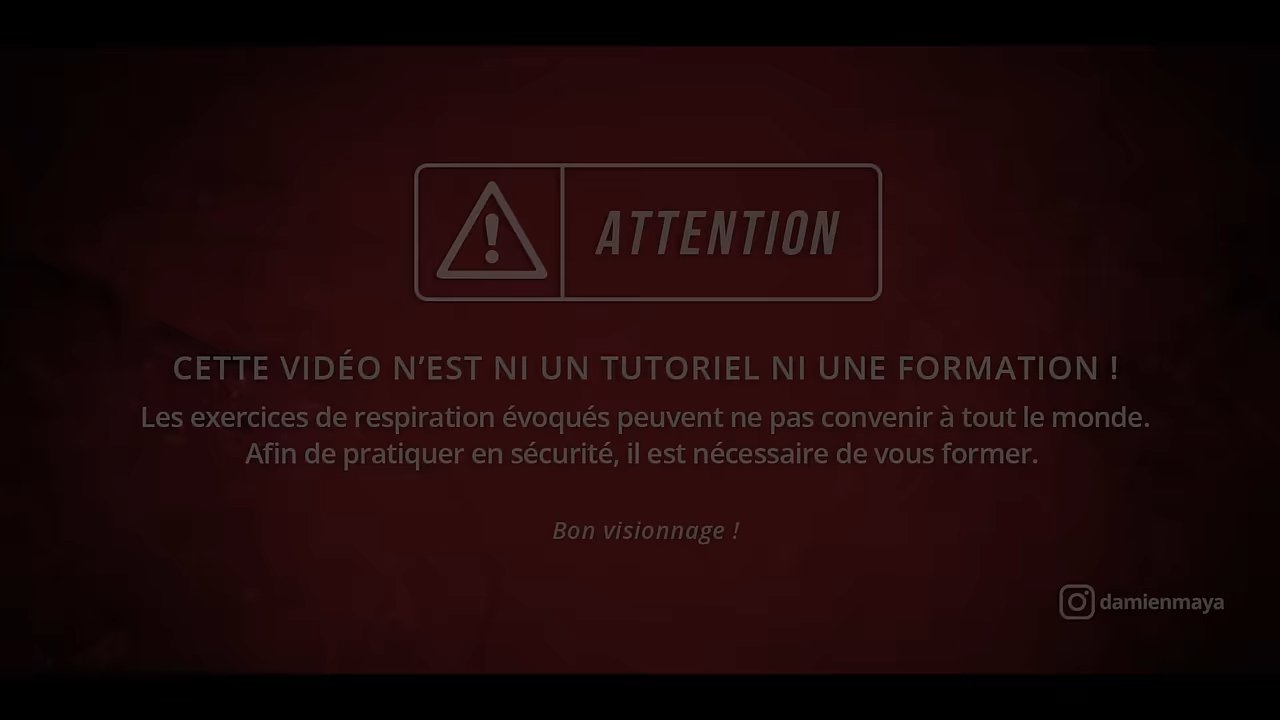 ATTENTION
CETTE VIDÉO N’EST NI UN TUTORIEL NI UNE FORMATION !
Les exercices de respiration évoqués peuvent ne pas convenir à tout le monde.
Afin de pratiquer en sécurité, il est nécessaire de vous former.
Bon visionnage !
damienmaya